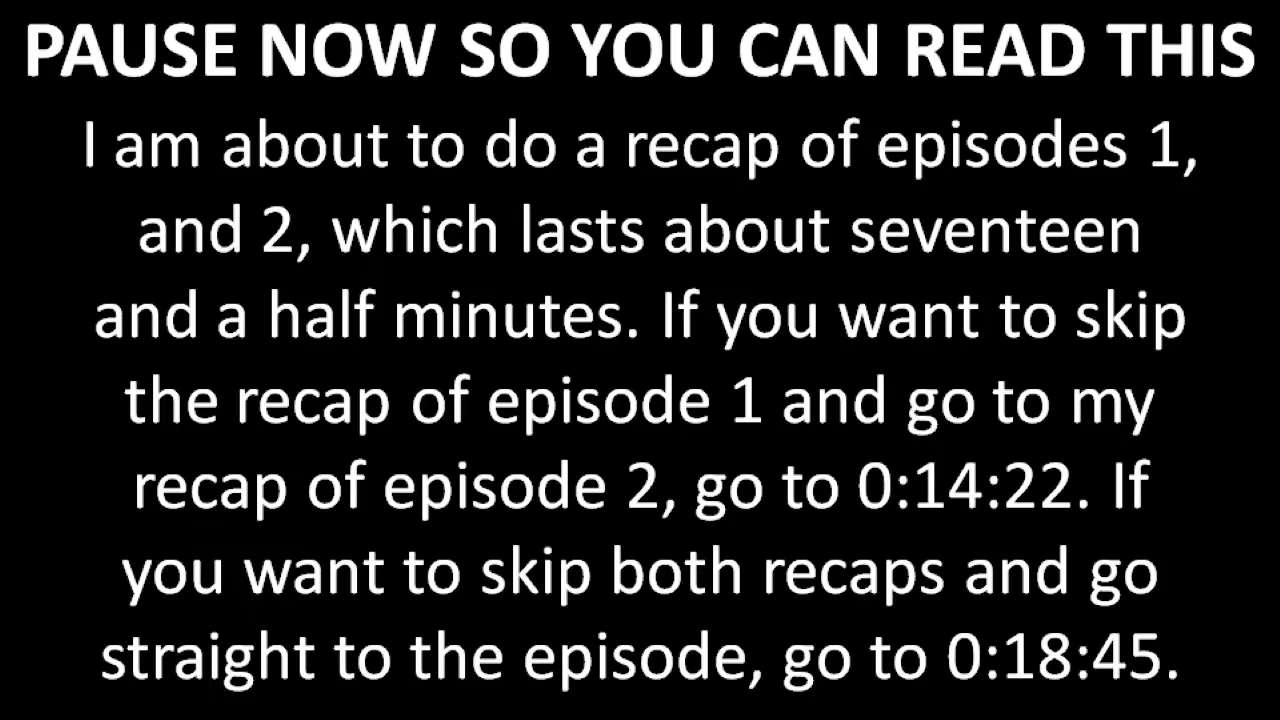 PAUSE NOW SO YOU CAN READ THIS
I am about to do a recap of episodes 1,
and 2, which lasts about seventeen
and a half minutes. If you want to skip
the recap of episode 1 and go to my
recap of episode 2, go to 0:14:22. If
you want to skip both recaps and go
straight to the episode, go to 0:18:45.